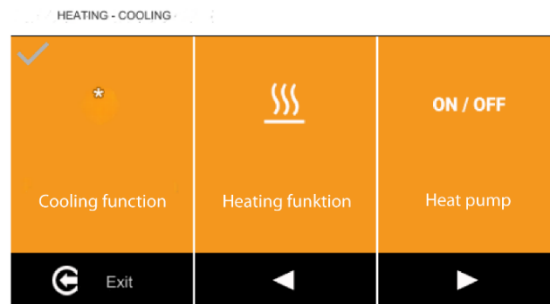 HEATING - COOLING
ON / OFF
Cooling function
Heating funktion
Heat pump
Exit